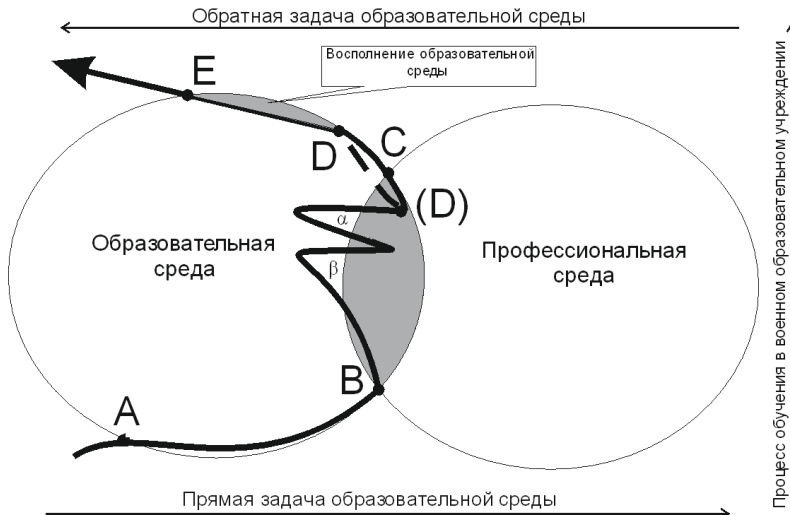 Обратная задача образовательной среды
Восполнение образовательной
среды
E
D
C
(D)
α
Образовательная
среда
Профессиональная
среда
β
B
A
Прямая задача образовательной среды
Процесс обучения в военном образовательном учреждении